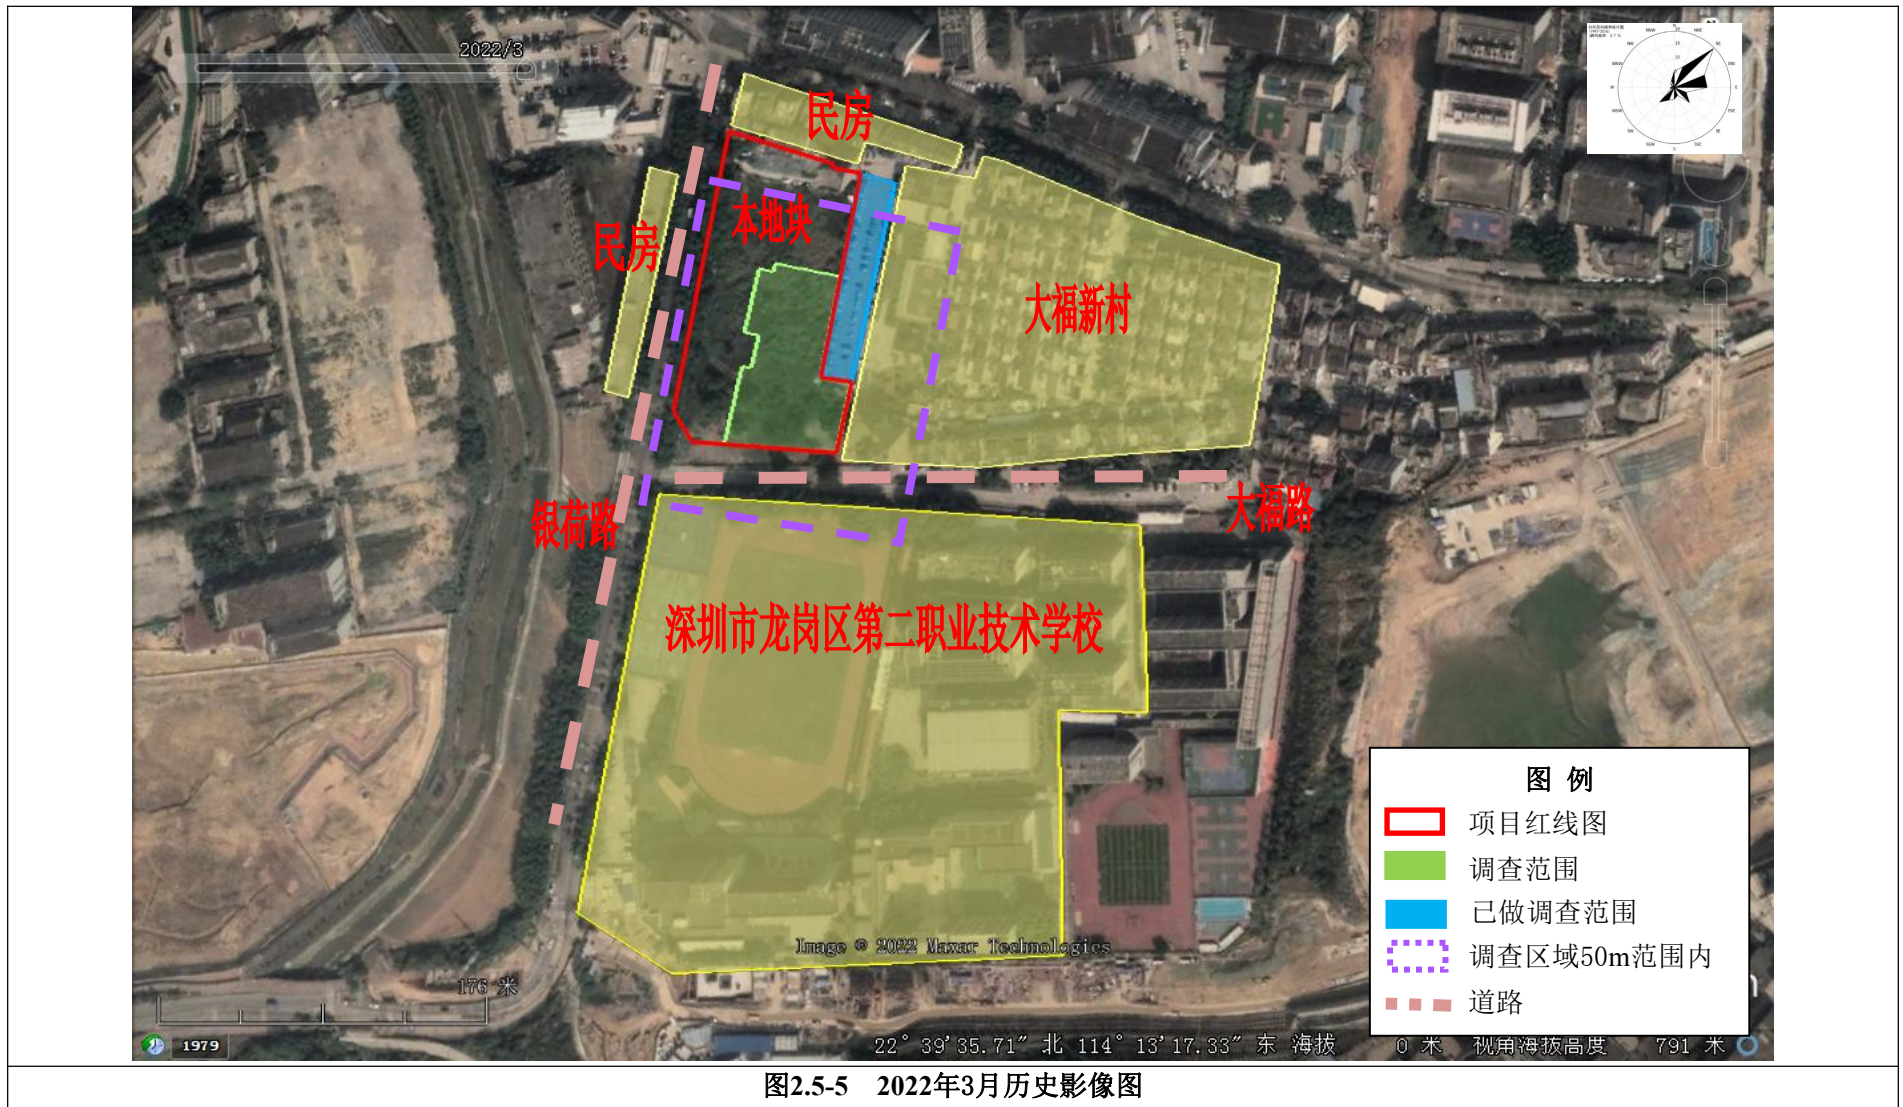 2022/3
民房
本地块
民房
大福新村
银荷路
大福路
深圳市龙岗区第二职业技术学校
图 例
项目红线图
调查范围
已做调查范围
调查区域50m范围内
道路
Image © 2022 Maxar Technologies
176 米
1979
22° 39′35.71″ 北 114° 13′17.33″ 东 海拔 0 米 视角海拔高度 791 米
图2.5-5 2022年3月历史影像图